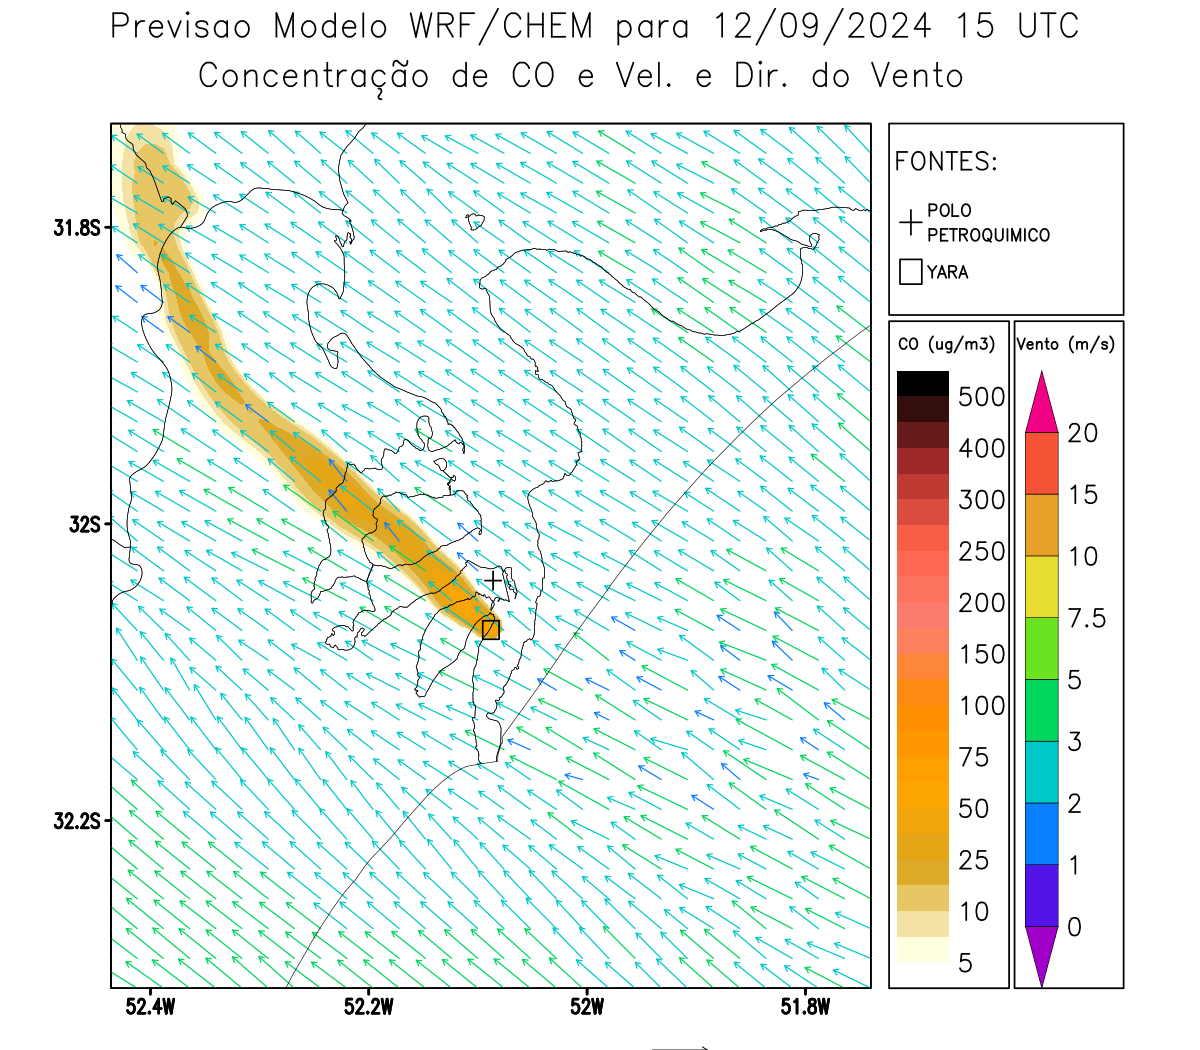 Previsao Modelo WRF/CHEM para 12/09/2024 15 UTC
Concentração de CO e Vel. e Dir. do Vento
FONTES:
POLO
PETROQUIMICO
YARA
31.8S
32S
32.2S
52.4W
52.2W
52W
51.8W
CO (ug/m3)
500
400
300
250
200
150
100
75
50
25
10
5
Vento (m/s)
20
15
10
7.5
5
3
2
1
0